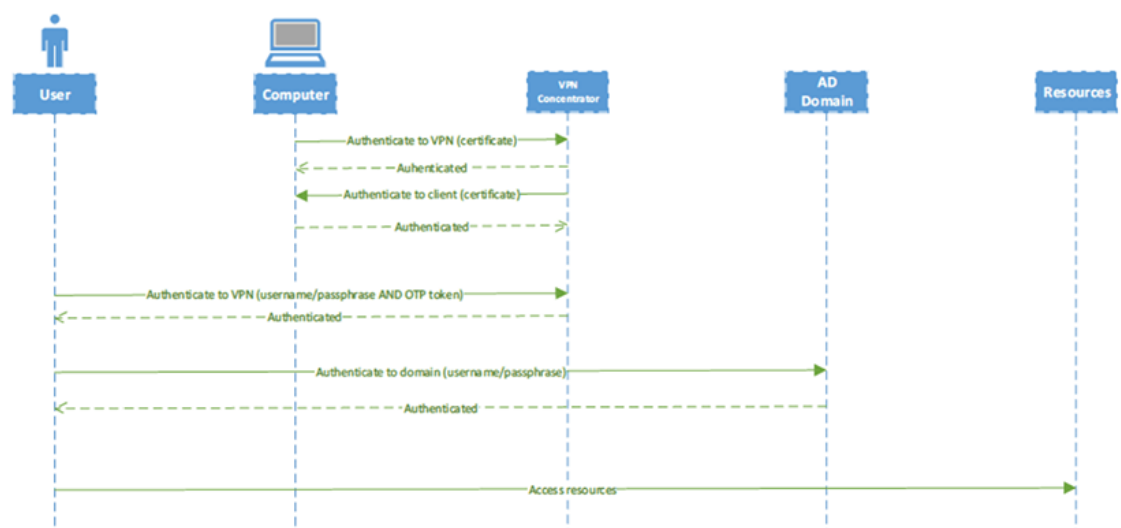 User
Computer
VPN
Concentrator
AD
Domain
Resources
Authenticate to VPN (certificate)
Auhenticated
Authenticate to client (certificate)
Authenticated
Authenticate to VPN (username/passphrase AND OTP token)
Authenticated
Authenticate to domain (username/passphrase)
Authenticated
Access resources